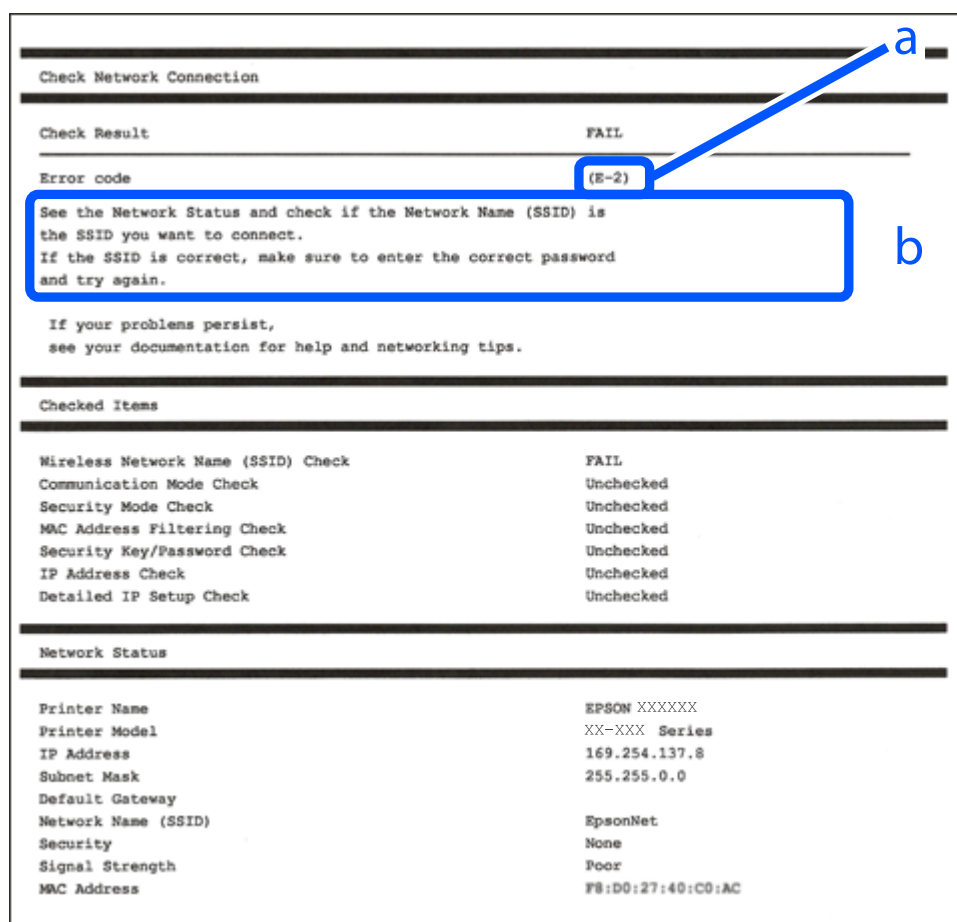 a
Check Network Connection
Check Result FAIL
Error code (E-2)
See the Network Status and check if the Network Name (SSID) is
the SSID you want to connect.
If the SSID is correct, make sure to enter the correct password
and try again.
b
If your problems persist,
see your documentation for help and networking tips.
Checked Items
Wireless Network Name (SSID) Check FAIL
Communication Mode Check Unchecked
Security Mode Check Unchecked
MAC Address Filtering Check Unchecked
Security Key/Password Check Unchecked
IP Address Check Unchecked
Detailed IP Setup Check Unchecked
Network Status
Printer Name EPSON XXXXXX
Printer Model XX-XXX Series
IP Address 169.254.137.8
Subnet Mask 255.255.0.0
Default Gateway
Network Name (SSID) EpsonNet
Security None
Signal Strength Poor
MAC Address F8:D0:27:40:C0:AC